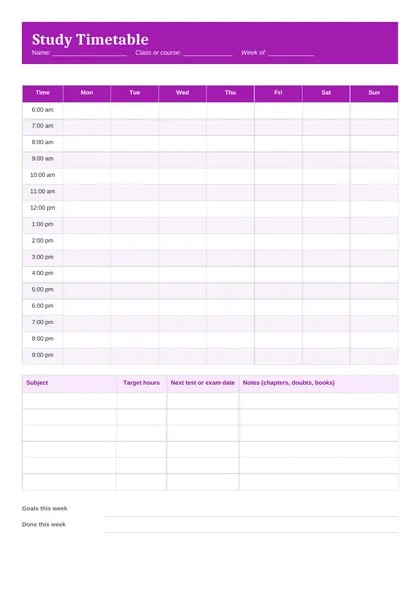 Study Timetable
Name: ______________________ Class or course: ______________ Week of: _____________
Time Mon Tue Wed Thu Fri Sat Sun
6:00 am
7:00 am
8:00 am
9:00 am
10:00 am
11:00 am
12:00 pm
1:00 pm
2:00 pm
3:00 pm
4:00 pm
5:00 pm
6:00 pm
7:00 pm
8:00 pm
9:00 pm
Subject Target hours Next test or exam date Notes (chapters, doubts, books)
Goals this week
Done this week